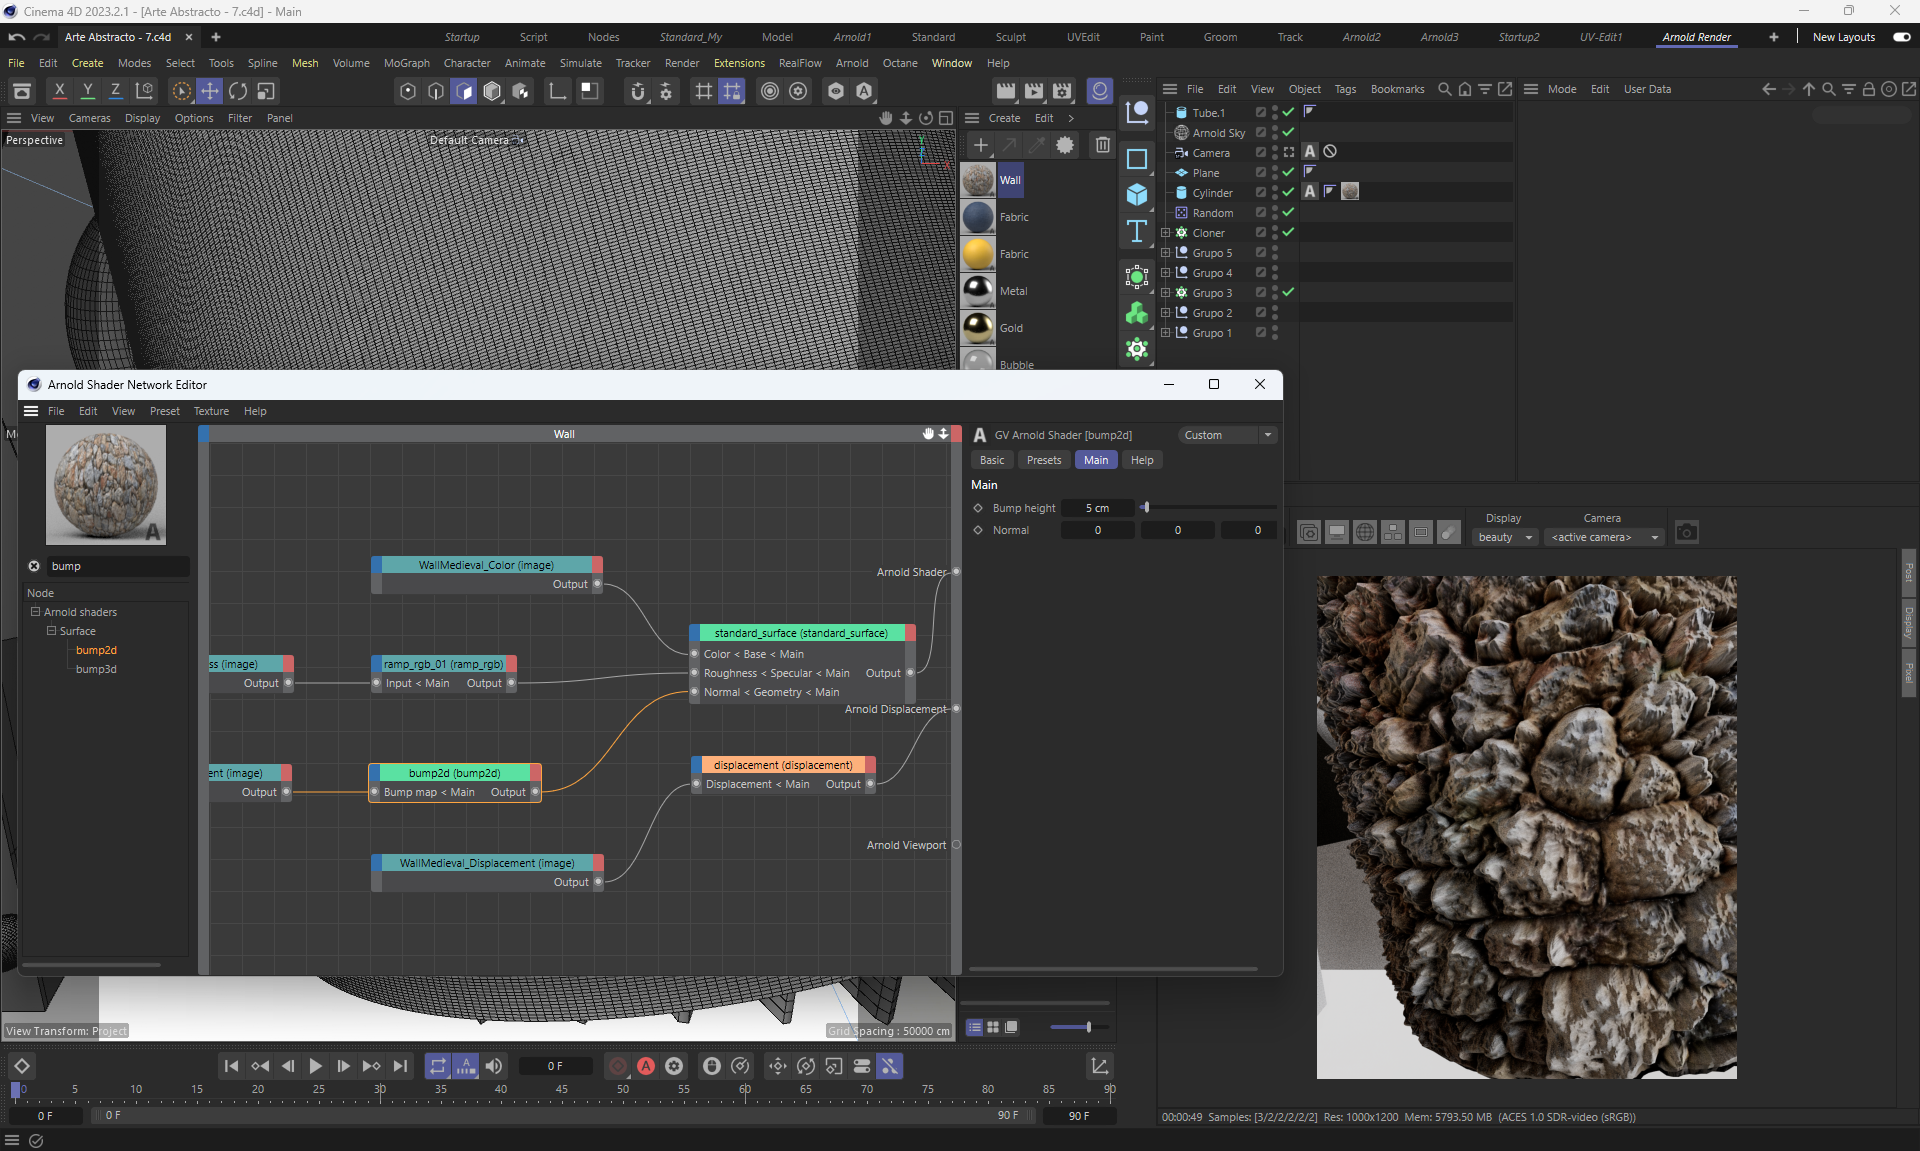 Cinema 4D 2023.2.1 - [Arte Abstracto - 7.c4d] - Main
Arte Abstracto - 7.c4d
Startup Script Nodes Standard_My Model Arnold1 Standard Sculpt UVEdit Paint Groom Track Arnold2 Arnold3 Startup2 UV-Edit1 Arnold Render New Layouts
File Edit Create Modes Select Tools Spline Mesh Volume MoGraph Character Animate Simulate Tracker Render Extensions RealFlow Arnold Octane Window Help
X Y Z
View Cameras Display Options Filter Panel
Perspective
Default Camera
Create Edit
Wall
Fabric
Fabric
Metal
Gold
Bubble
File Edit View Object Tags Bookmarks
Tube.1
Arnold Sky
Camera
Plane
Cylinder
Random
Cloner
Grupo 5
Grupo 4
Grupo 3
Grupo 2
Grupo 1
Mode Edit User Data
Arnold Shader Network Editor
File Edit View Preset Texture Help
bump
Node
Arnold shaders
Surface
bump2d
bump3d
Wall
WallMedieval_Color (image)
Output
ss (image)
Output
ramp_rgb_01 (ramp_rgb)
Input < Main Output
standard_surface (standard_surface)
Color < Base < Main
Roughness < Specular < Main Output
Normal < Geometry < Main
Arnold Shader
Arnold Displacement
ent (image)
Output
bump2d (bump2d)
Bump map < Main Output
displacement (displacement)
Displacement < Main Output
WallMedieval_Displacement (image)
Output
Arnold Viewport
GV Arnold Shader [bump2d]
Custom
Basic Presets Main Help
Main
Bump height 5 cm
Normal 0 0 0
Display Camera
beauty <active camera>
Post
Display
Pixel
View Transform: Project
Grid Spacing : 50000 cm
0 F
0 5 10 15 20 25 30 35 40 45 50 55 60 65 70 75 80 85 90
0 F 0 F 90 F 90 F
00:00:49 Samples: [3/2/2/2/2/2] Res: 1000x1200 Mem: 5793.50 MB (ACES 1.0 SDR-video (sRGB))